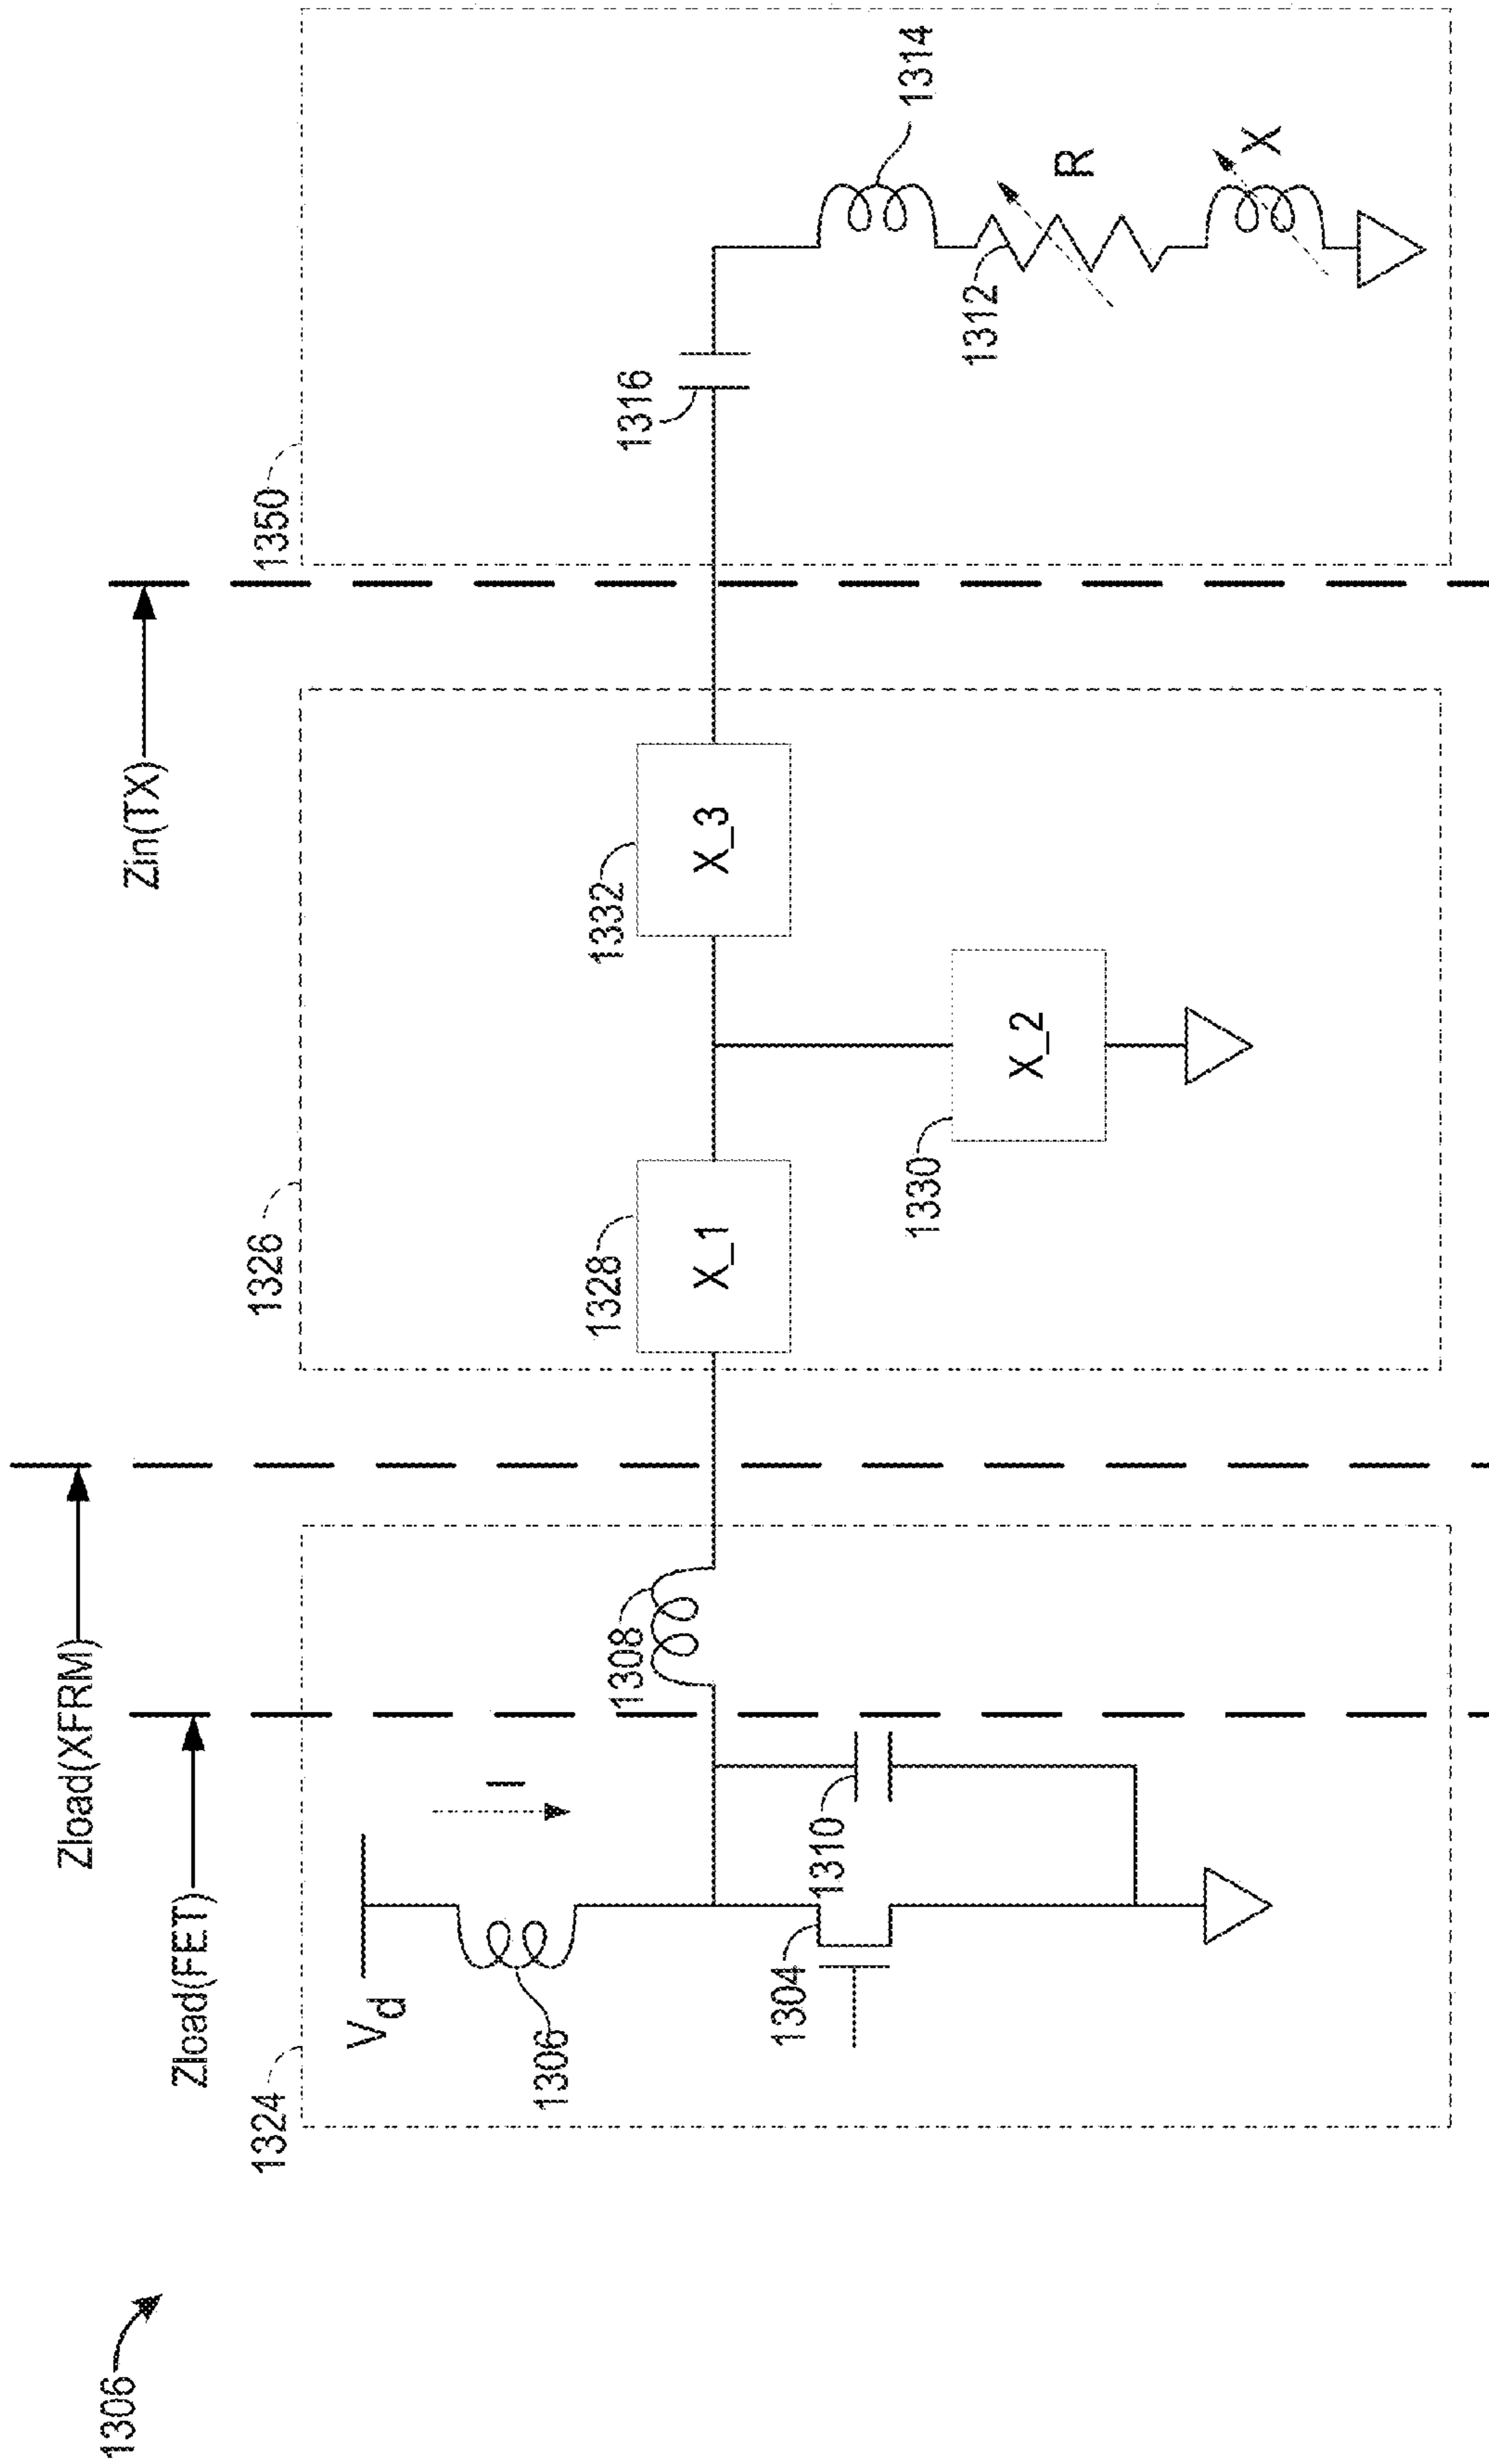 1306
Zload(XFRM)
Zload(FET)
Zin(TX)
1324
1326
1350
V_d
I
1306
1308
1304
1310
1328
X_1
1332
X_3
1330
X_2
1316
1314
1312
R
X